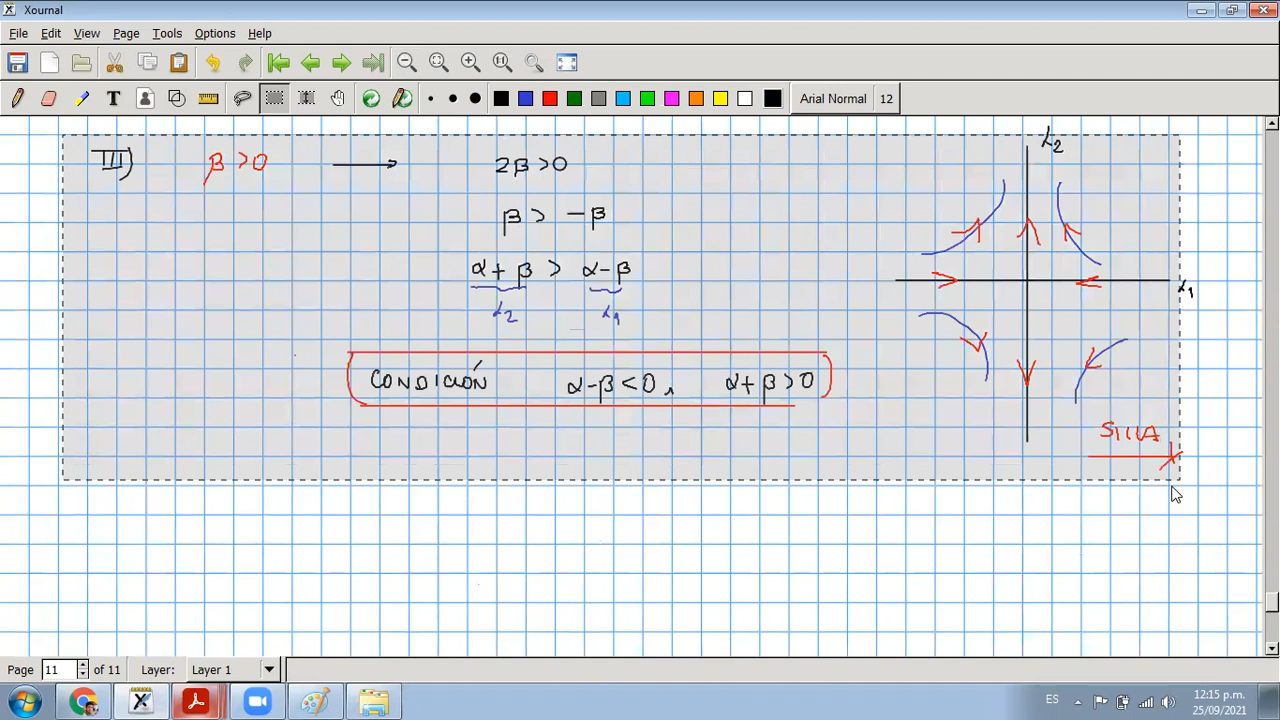 Xournal
File Edit View Page Tools Options Help
Arial Normal 12
III) β > 0 → 2β > 0
β > -β
α + β > α - β
λ2 λ1
CONDICIÓN α - β < 0, α + β > 0
λ2
λ1
SILLA
Page 11 of 11 Layer: Layer 1
ES 12:15 p.m.
25/09/2021